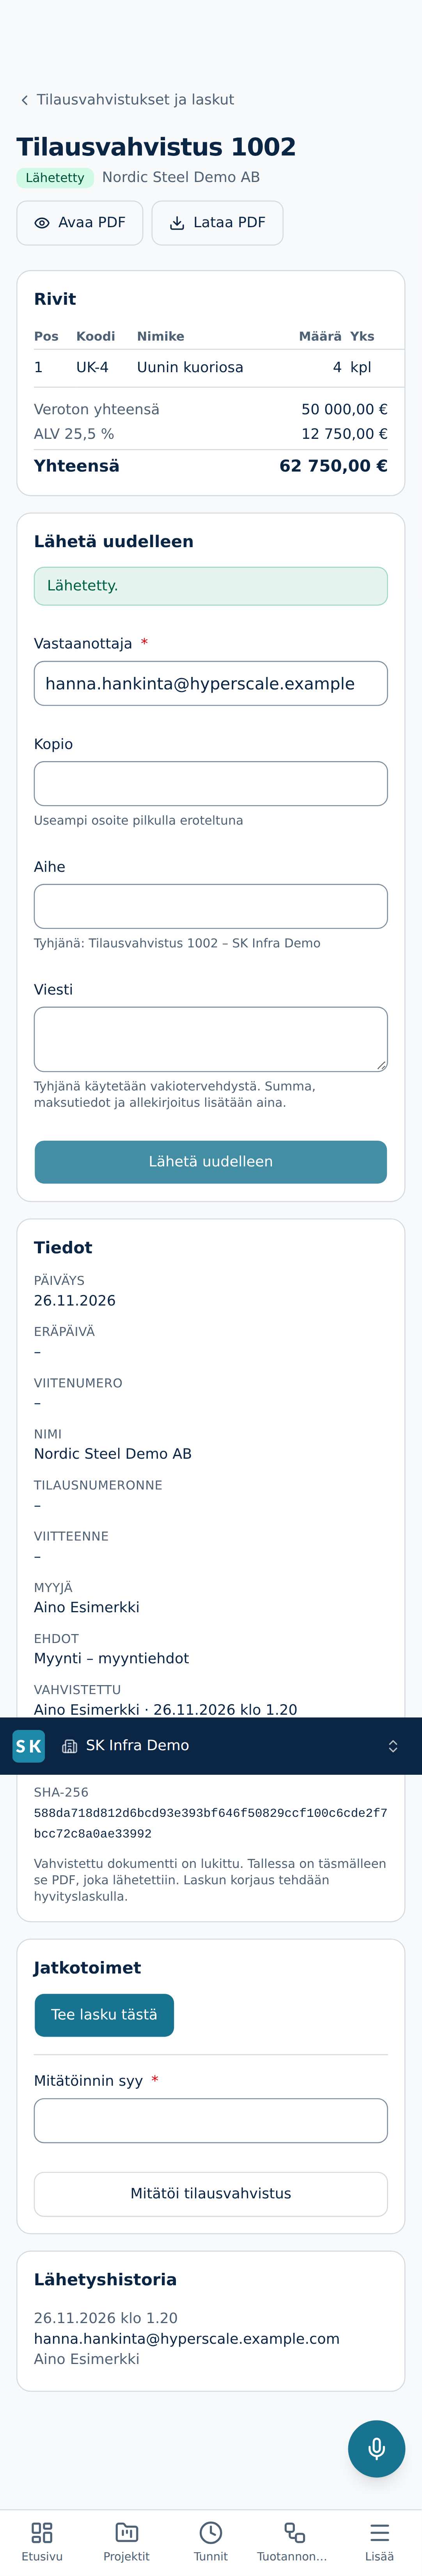 Tilausvahvistukset ja laskut
Tilausvahvistus 1002
Lähetetty Nordic Steel Demo AB
Avaa PDF Lataa PDF
Rivit
Pos Koodi Nimike Määrä Yks
1 UK-4 Uunin kuoriosa 4 kpl
Veroton yhteensä 50 000,00 €
ALV 25,5 % 12 750,00 €
Yhteensä 62 750,00 €
Lähetä uudelleen
Lähetetty.
Vastaanottaja *
hanna.hankinta@hyperscale.example
Kopio
Useampi osoite pilkulla eroteltuna
Aihe
Tyhjänä: Tilausvahvistus 1002 – SK Infra Demo
Viesti
Tyhjänä käytetään vakiotervehdystä. Summa,
maksutiedot ja allekirjoitus lisätään aina.
Lähetä uudelleen
Tiedot
PÄIVÄYS
26.11.2026
ERÄPÄIVÄ
–
VIITENUMERO
–
NIMI
Nordic Steel Demo AB
TILAUSNUMERONNE
–
VIITTEENNE
–
MYYJÄ
Aino Esimerkki
EHDOT
Myynti – myyntiehdot
VAHVISTETTU
Aino Esimerkki · 26.11.2026 klo 1.20
SK SK Infra Demo
SHA-256
588da718d812d6bcd93e393bf646f50829ccf100c6cde2f7
bcc72c8a0ae33992
Vahvistettu dokumentti on lukittu. Tallessa on täsmälleen
se PDF, joka lähetettiin. Laskun korjaus tehdään
hyvityslaskulla.
Jatkotoimet
Tee lasku tästä
Mitätöinnin syy *
Mitätöi tilausvahvistus
Lähetyshistoria
26.11.2026 klo 1.20
hanna.hankinta@hyperscale.example.com
Aino Esimerkki
Etusivu Projektit Tunnit Tuotannon… Lisää